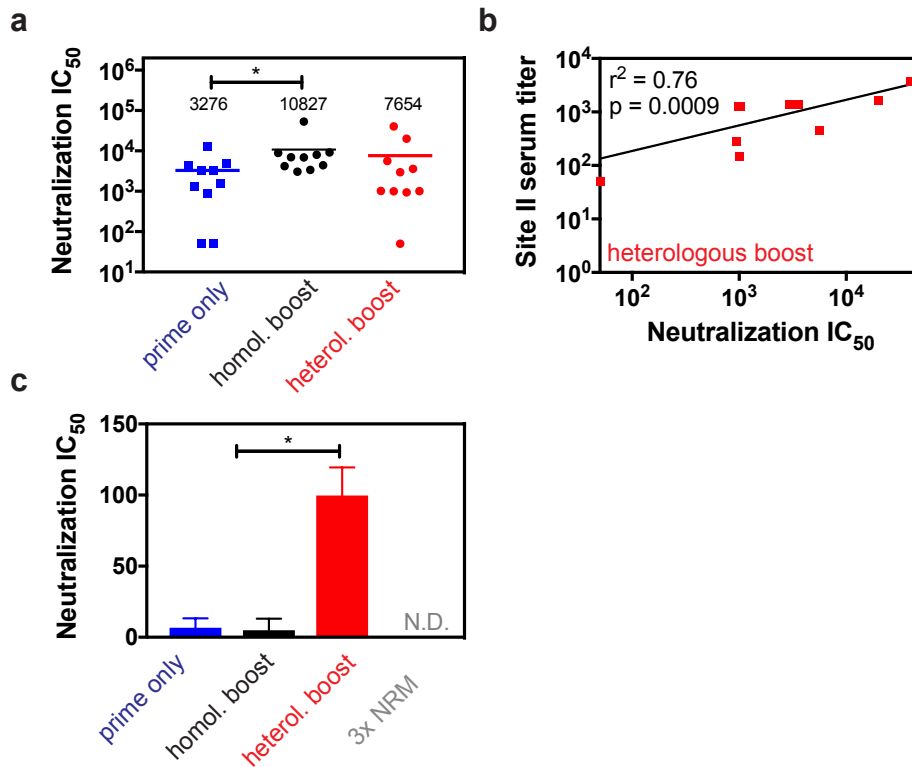 a
Neutralization IC50
10^6
10^5
10^4
10^3
10^2
10^1
*
3276
10827
7654
prime only
homol. boost
heterol. boost
b
Site II serum titer
10^4
10^3
10^2
10^1
10^0
r^2 = 0.76
p = 0.0009
heterologous boost
10^2
10^3
10^4
Neutralization IC50
c
Neutralization IC50
150
100
50
0
*
N.D.
prime only
homol. boost
heterol. boost
3x NRM